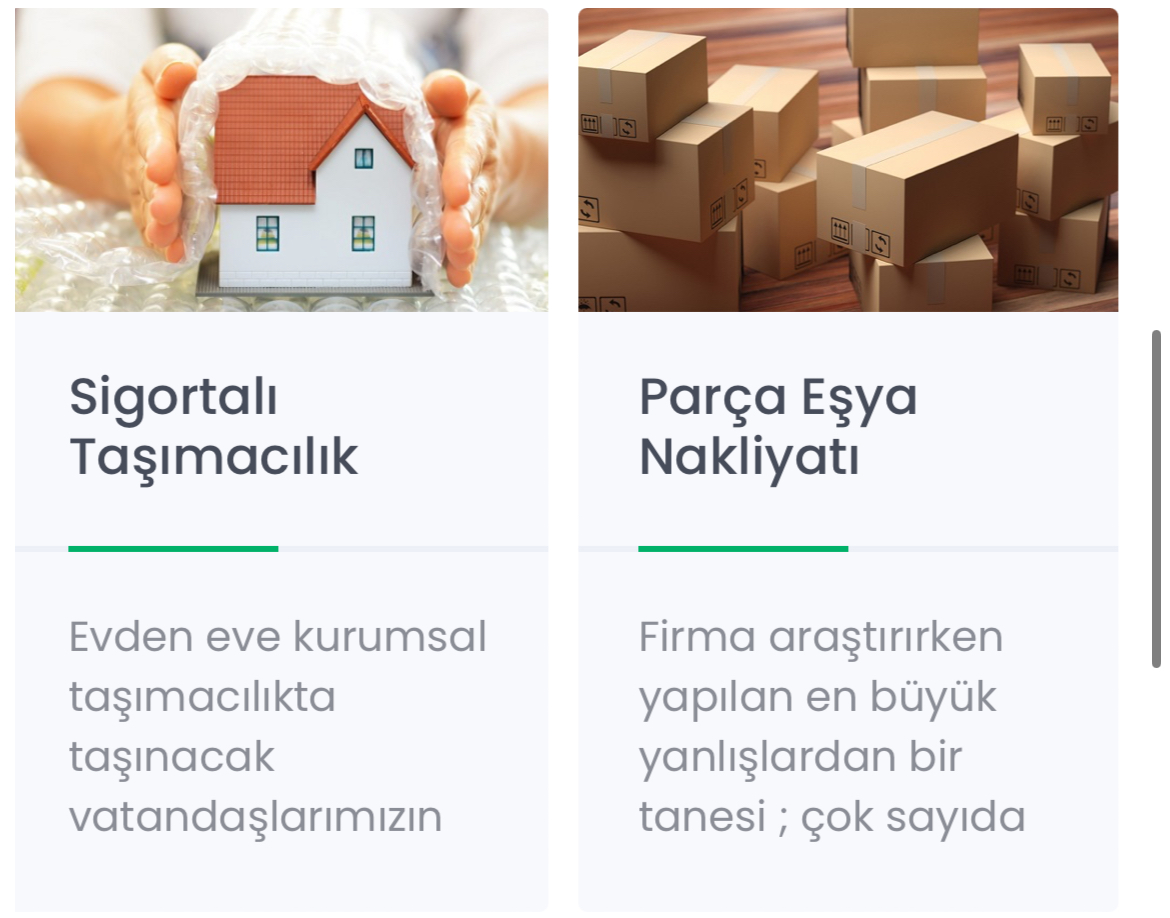 Sigortalı
Taşımacılık
Evden eve kurumsal
taşımacılıkta
taşınacak
vatandaşlarımızın
Parça Eşya
Nakliyatı
Firma araştırırken
yapılan en büyük
yanlışlardan bir
tanesi ; çok sayıda